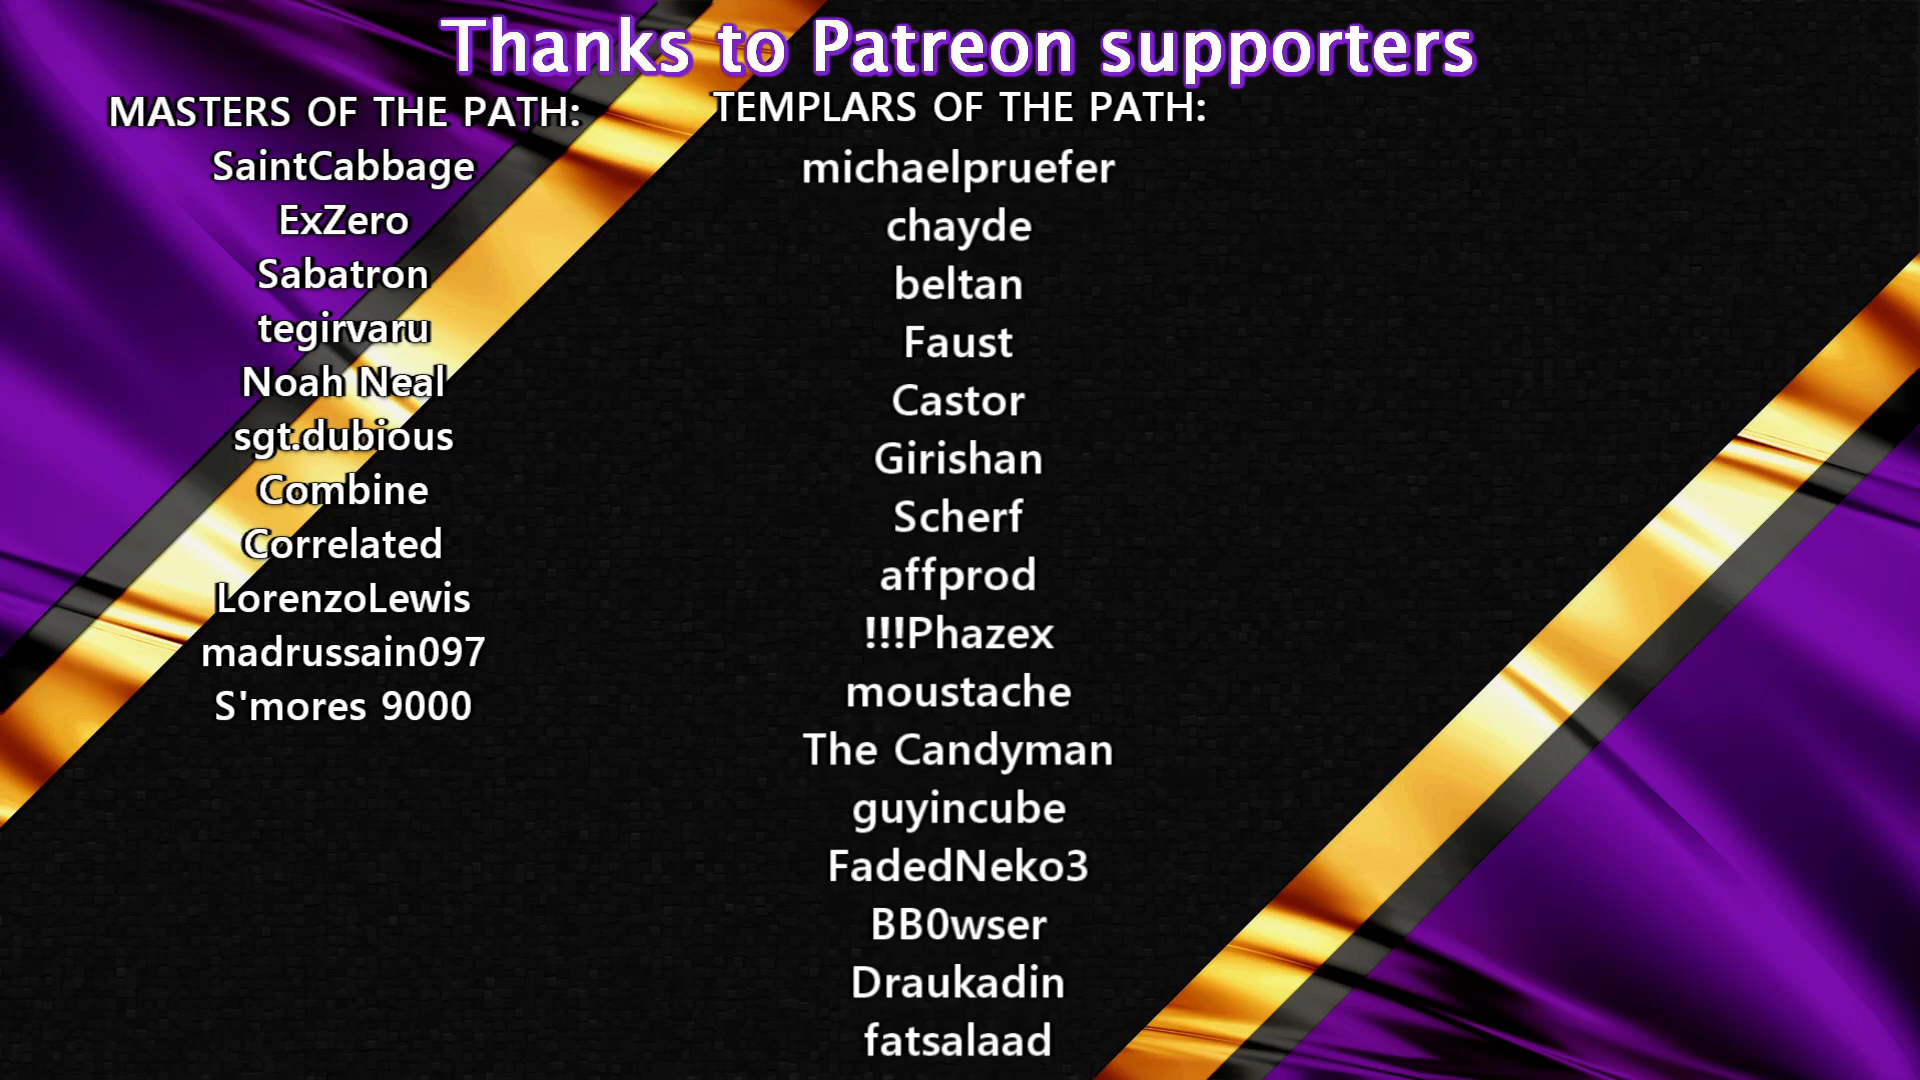 Thanks to Patreon supporters
MASTERS OF THE PATH:
SaintCabbage
ExZero
Sabatron
tegirvaru
Noah Neal
sgt.dubious
Combine
Correlated
LorenzoLewis
madrussain097
S'mores 9000
TEMPLARS OF THE PATH:
michaelpruefer
chayde
beltan
Faust
Castor
Girishan
Scherf
affprod
!!!Phazex
moustache
The Candyman
guyincube
FadedNeko3
BB0wser
Draukadin
fatsalaad